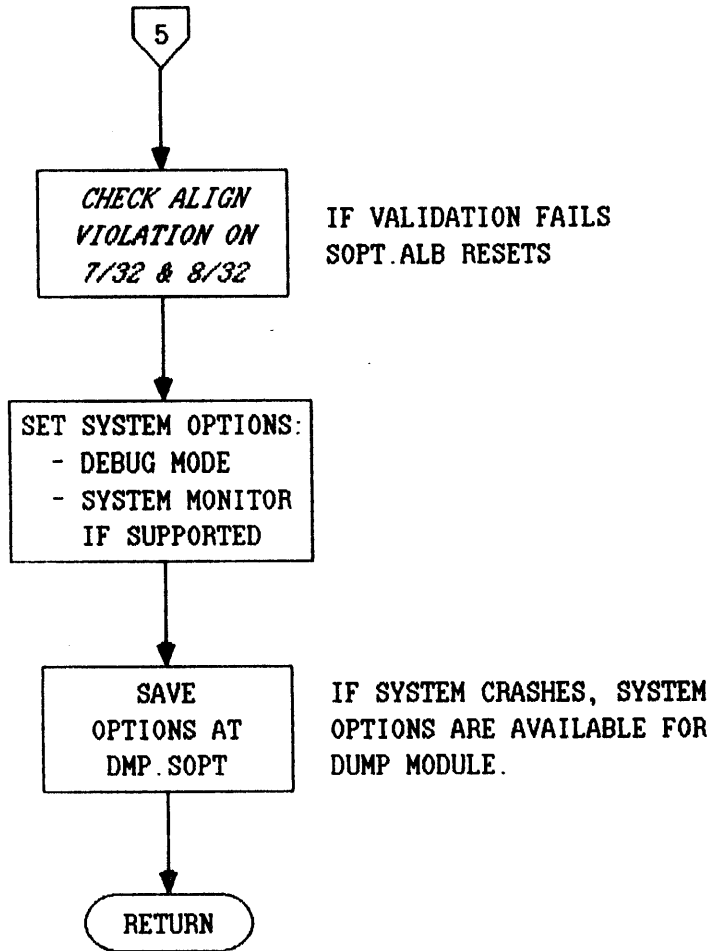 5
CHECK ALIGN
VIOLATION ON
7/32 & 8/32
IF VALIDATION FAILS
SOPT.ALB RESETS
SET SYSTEM OPTIONS:
- DEBUG MODE
- SYSTEM MONITOR
IF SUPPORTED
SAVE
OPTIONS AT
DMP.SOPT
IF SYSTEM CRASHES, SYSTEM
OPTIONS ARE AVAILABLE FOR
DUMP MODULE.
RETURN